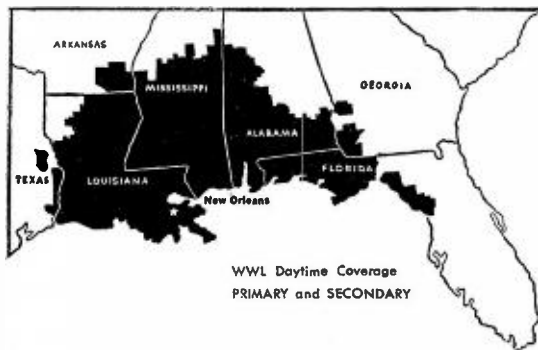 ARKANSAS
MISSISSIPPI
GEORGIA
ALABAMA
TEXAS
LOUISIANA
FLORIDA
New Orleans
WWL Daytime Coverage
PRIMARY and SECONDARY